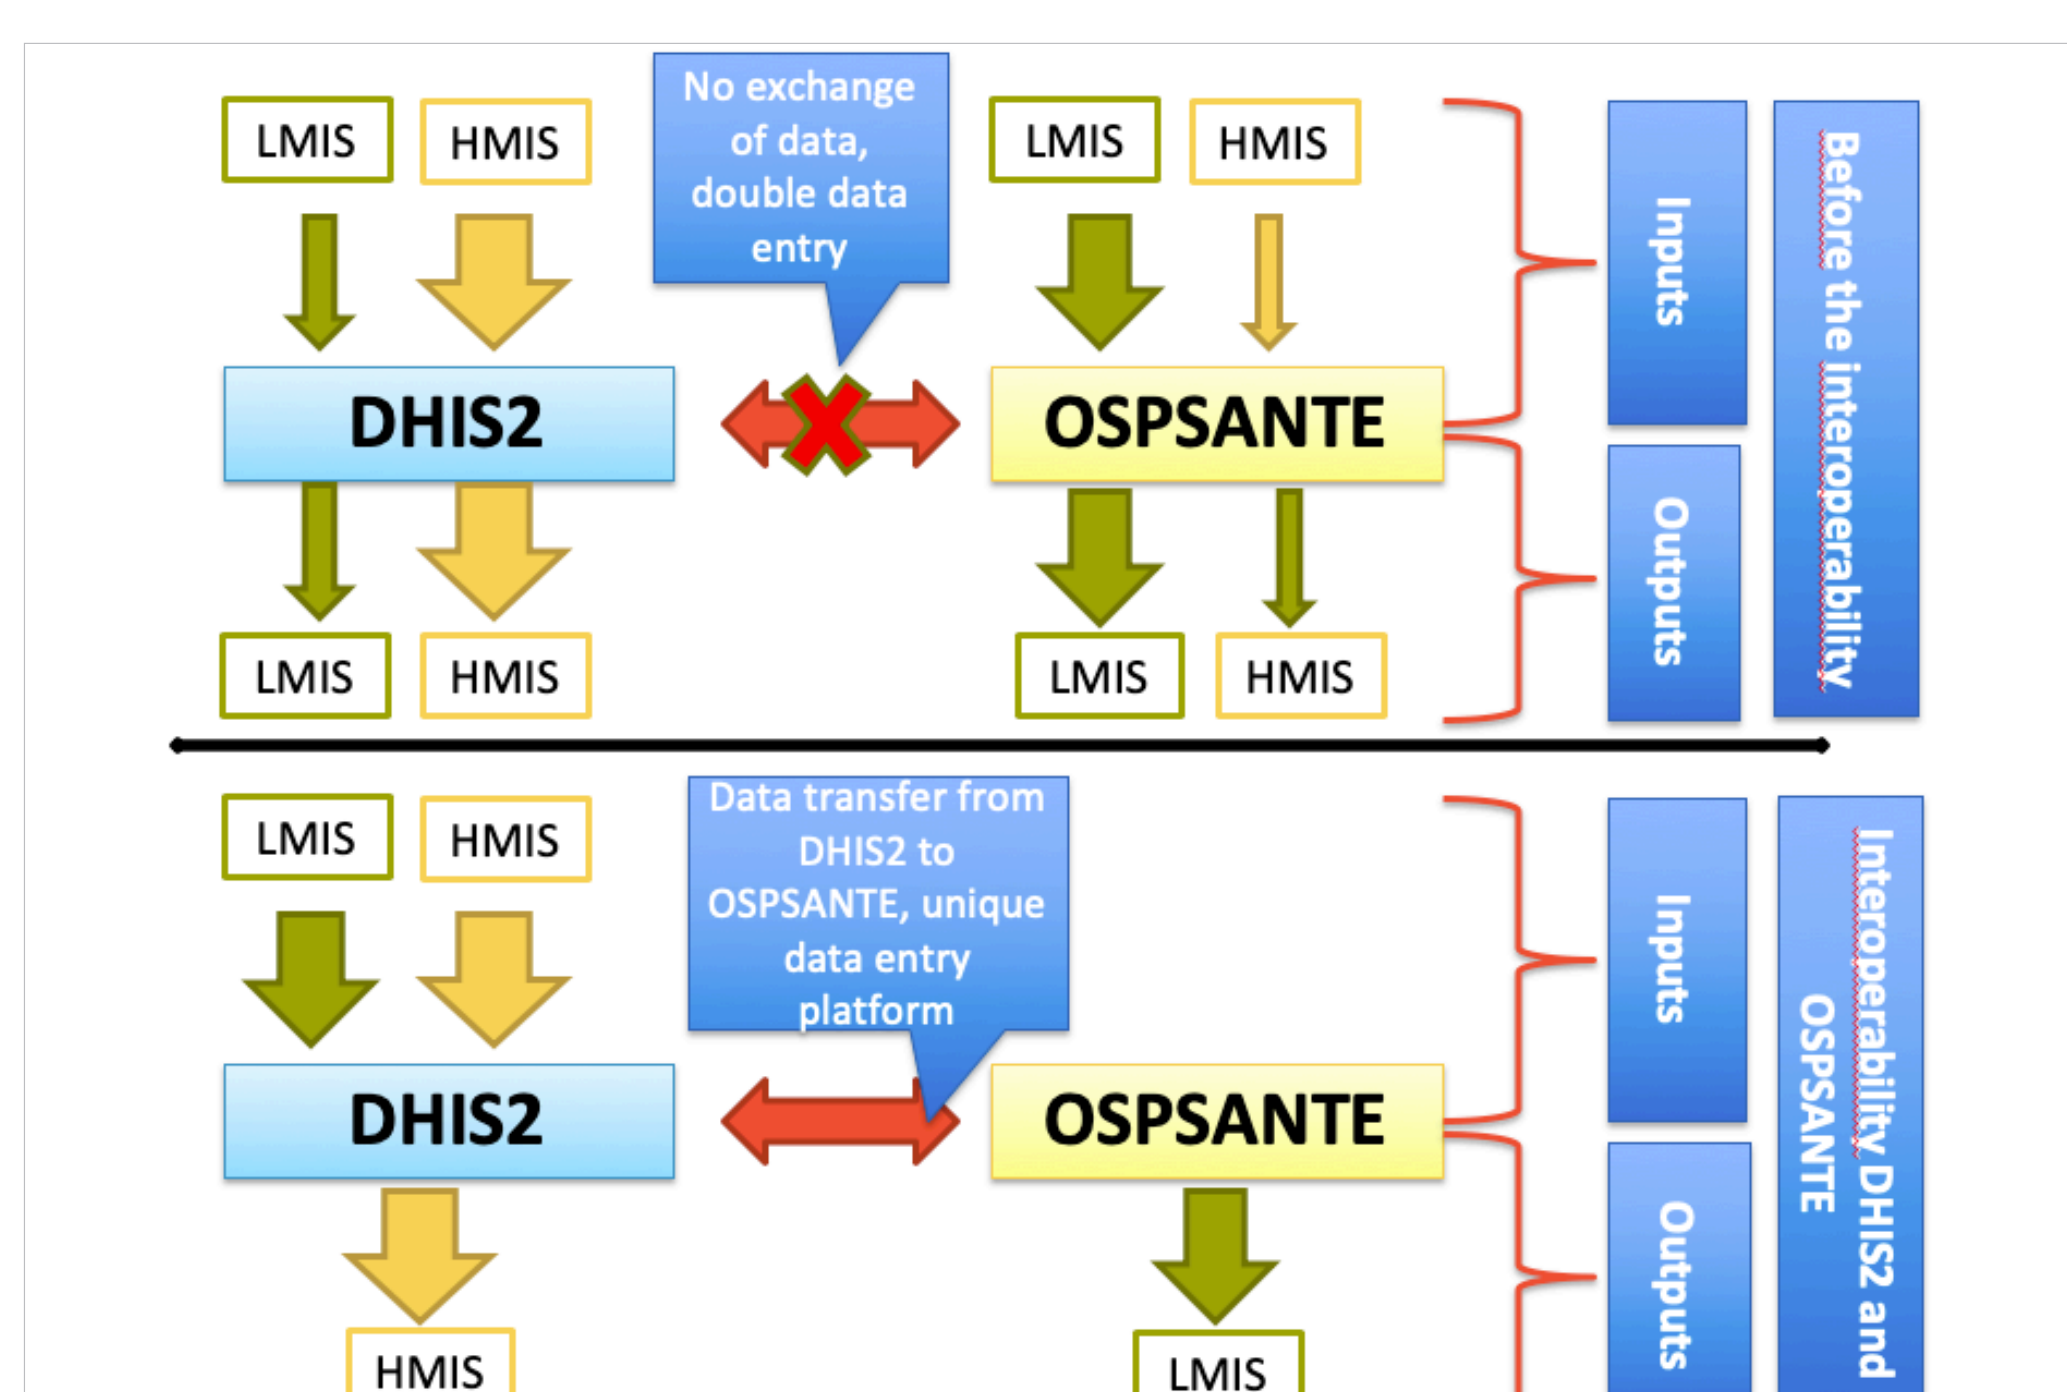 LMIS
HMIS
No exchange
of data,
double data
entry
LMIS
HMIS
Inputs
Before the interoperability
DHIS2
OSPSANTE
Outputs
LMIS
HMIS
LMIS
HMIS
LMIS
HMIS
Data transfer from
DHIS2 to
OSPSANTE, unique
data entry
platform
Inputs
Interoperability DHIS2 and
OSPSANTE
DHIS2
OSPSANTE
Outputs
HMIS
LMIS